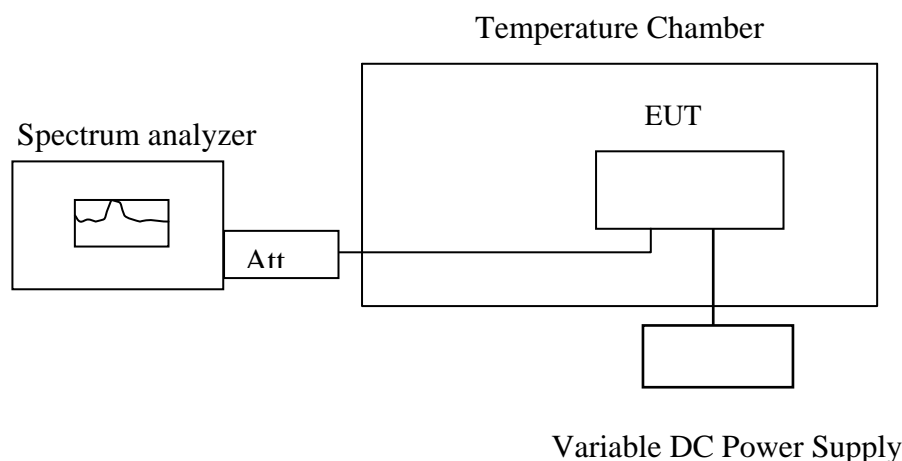 Temperature Chamber
EUT
Spectrum analyzer
Att
Variable DC Power Supply